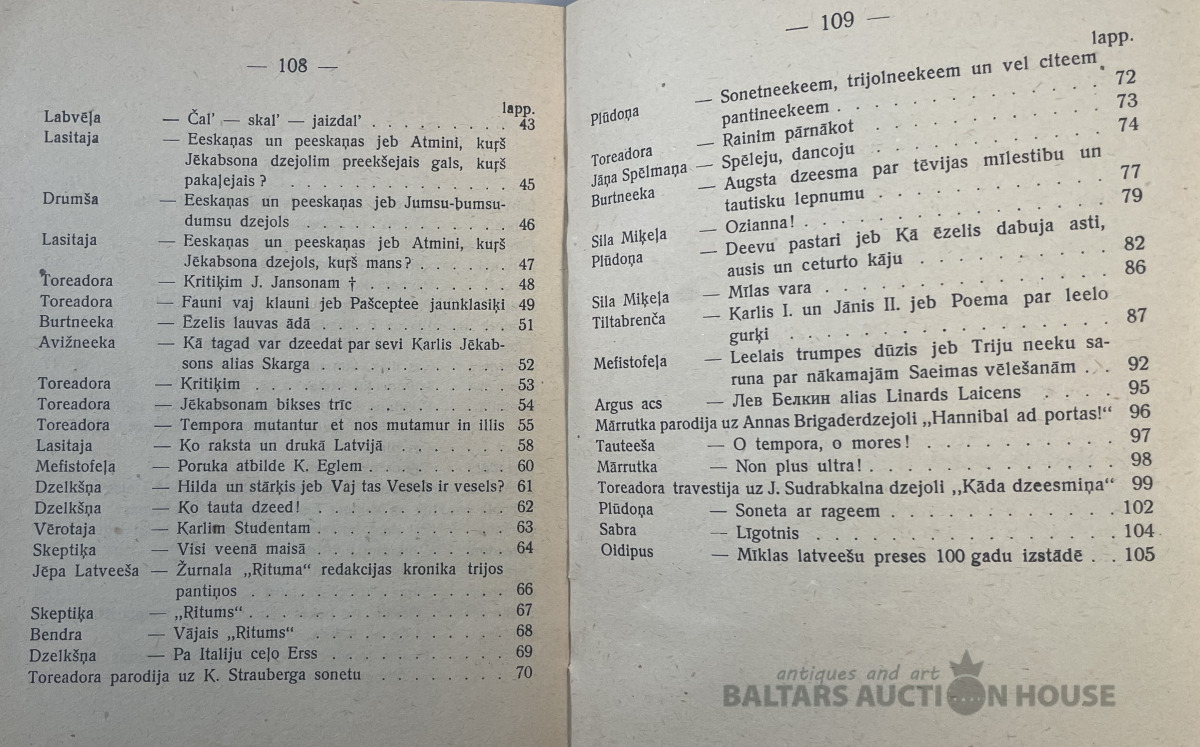 — 108 —
lapp.
Labvēļa — Čal’ — skal’ — jaizdal’ . . . . . . . . 43
Lasitaja — Eeskaņas un peeskaņas jeb Atmini, kuŗš
Jēkabsona dzejolim preekšejais gals, kuŗš
pakaļejais ? . . . . . . . . . . . . . 45
Drumša — Eeskaņas un peeskaņas jeb Jumsu-bumsu-
dumsu dzejols . . . . . . . . . . . . 46
Lasitaja — Eeskaņas un peeskaņas jeb Atmini, kuŗš
Jēkabsona dzejols, kuŗš mans ? . . . . . . 47
Toreadora — Kritiķim J. Jansonam † . . . . . . . . 48
Toreadora — Fauni vaj klauni jeb Pašceptee jaunklasiķi 49
Burtneeka — Ēzelis lauvas ādā . . . . . . . . . . . 51
Avižneeka — Kā tagad var dzeedat par sevi Karlis Jēkab-
sons alias Skarga . . . . . . . . . . . 52
Toreadora — Kritiķim . . . . . . . . . . . . . . . 53
Toreadora — Jēkabsonam bikses trīc . . . . . . . . 54
Toreadora — Tempora mutantur et nos mutamur in illis 55
Lasitaja — Ko raksta un drukā Latvijā . . . . . . . 58
Mefistofeļa — Poruka atbilde K. Eglem . . . . . . . . 60
Dzelkšņa — Hilda un stārķis jeb Vaj tas Vesels ir vesels? 61
Dzelkšņa — Ko tauta dzeed ! . . . . . . . . . . . . 62
Vērotaja — Karlim Studentam . . . . . . . . . . . 63
Skeptiķa — Visi veenā maisā . . . . . . . . . . . 64
Jēpa Latveeša — Žurnala „Rituma“ redakcijas kronika trijos
pantiņos . . . . . . . . . . . . . . . 66
Skeptiķa — „Ritums“ . . . . . . . . . . . . . . . 67
Bendra — Vājais „Ritums“ . . . . . . . . . . . . 68
Dzelkšņa — Pa Italiju ceļo Erss . . . . . . . . . . 69
Toreadora parodija uz K. Strauberga sonetu . . . . . . . . 70
— 109 —
lapp.
Plūdoņa — Sonetneekeem, trijolneekeem un vel citeem
pantineekeem . . . . . . . . . . . . . 72
Toreadora — Rainim pārnākot . . . . . . . . . . . 73
Jāņa Spēlmaņa — Spēleju, dancoju . . . . . . . . . . . 74
Burtneeka — Augsta dzeesma par tēvijas mīlestibu un
tautisku lepnumu . . . . . . . . . . . 77
Sila Miķeļa — Ozianna ! . . . . . . . . . . . . . . 79
Plūdoņa — Deevu pastari jeb Kā ēzelis dabuja asti,
ausis un ceturto kāju . . . . . . . . . 82
Sila Miķeļa — Mīlas vara . . . . . . . . . . . . . . 86
Tiltabrenča — Karlis I. un Jānis II. jeb Poema par leelo
gurķi . . . . . . . . . . . . . . . . 87
Mefistofeļa — Leelais trumpes dūzis jeb Triju neeku sa-
runa par nākamajām Saeimas vēlešanām . . 92
Argus acs — Лев Белкин alias Linards Laicens . . . . 95
Mārrutka parodija uz Annas Brigaderdzejoli „Hannibal ad portas!“ 96
Tauteeša — O tempora, o mores ! . . . . . . . . . . 97
Mārrutka — Non plus ultra ! . . . . . . . . . . . . 98
Toreadora travestija uz J. Sudrabkalna dzejoli „Kāda dzeesmiņa“ 99
Plūdoņa — Soneta ar rageem . . . . . . . . . . . 102
Sabra — Līgotnis . . . . . . . . . . . . . . . 104
Oidipus — Mīklas latveešu preses 100 gadu izstādē . . 105
antiques and art
BALTARS AUCTION HOUSE